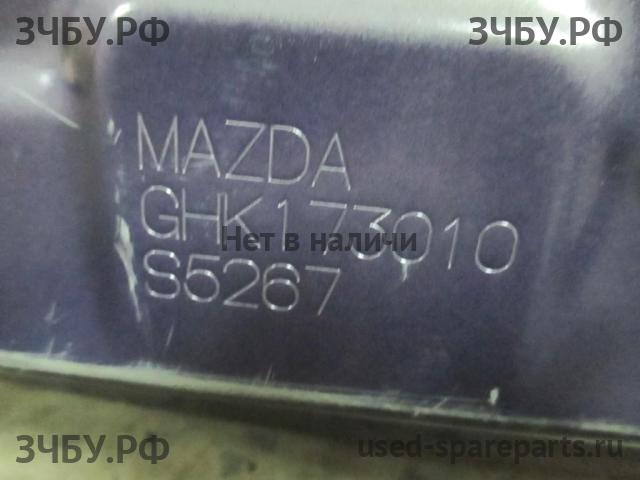 ЗЧБУ.РФ
ЗЧБУ.РФ
MAZDA
GHK173010
Нет в наличи
S5267
ЗЧБУ.РФ
used-spareparts.ru